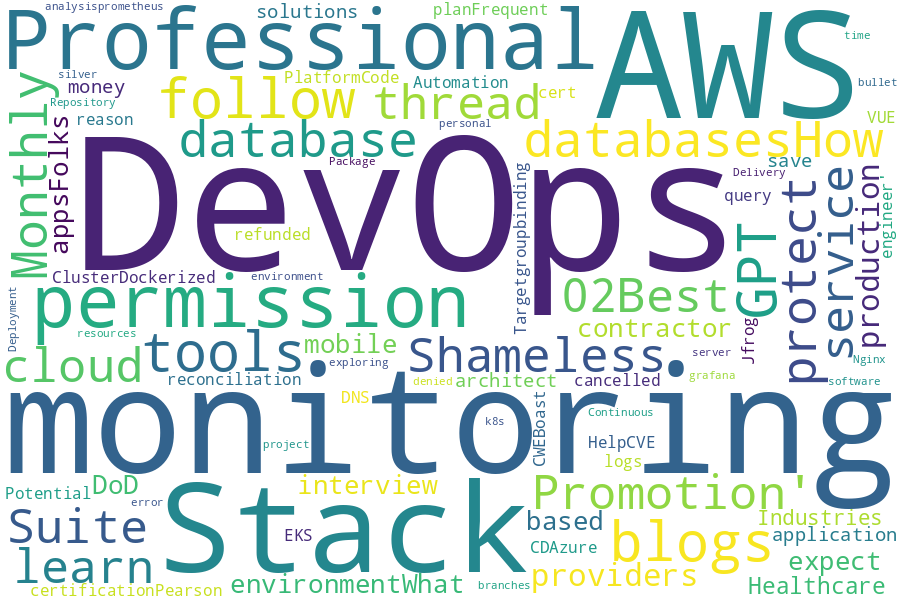 analysisprometheus
solutions
planFrequent
Professional
AWS
time
silver
money
PlatformCode
Automation
cert
bullet
Monthly
Repository
follow
thread
VUE
reason
appsFolks
database
personal
databasesHow
DevOps
Package
save
Delivery
query
Targetgroupbinding
protect
service
production
engineer'
refunded
GPT
ClusterDockerized
environment
permission
O2Best
Deployment
resources
tools
mobile
contractor
Jfrog
cloud
Shameless
exploring
server
Nginx
reconciliation
denied
architect
cancelled
grafana
software
monitoring
DNS
CWEBoast
Continuous
k8s
project
HelpCVE
logs
Potential
DoD
interview
Stack
Promotion'
error
Suite
EKS
based
blogs
Industries
application
CDAzure
learn
expect
certificationPearson
environmentWhat
branches
providers
Healthcare